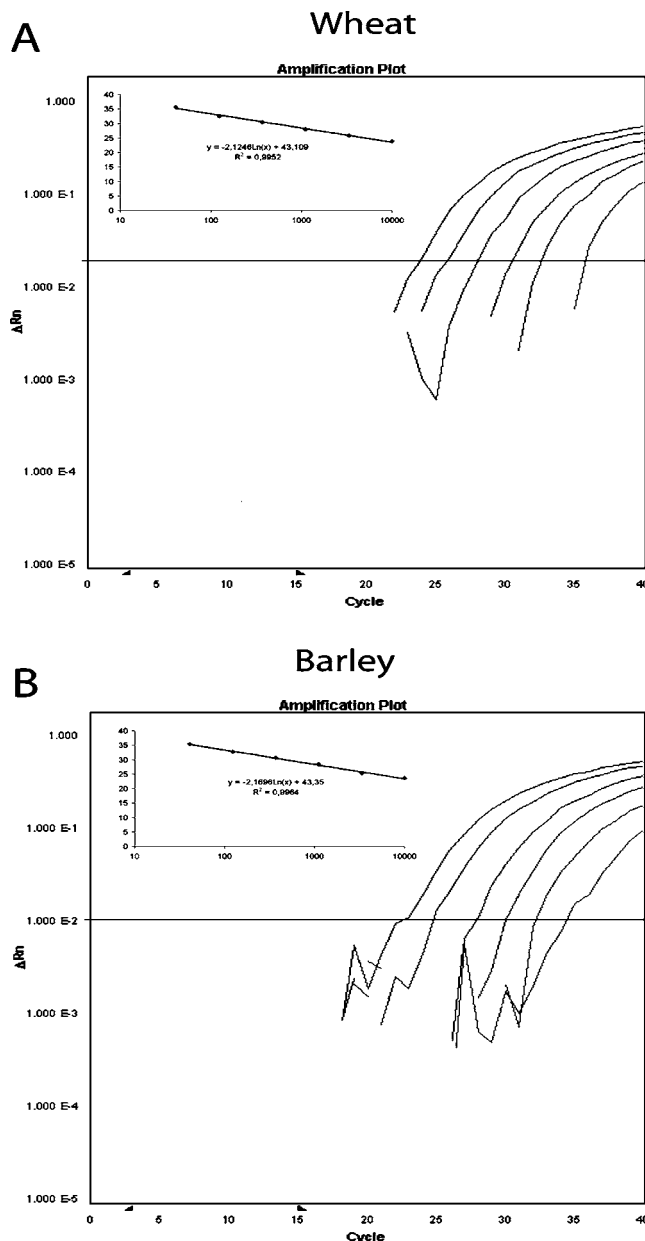 Wheat
A
Amplification Plot
1.000
1.000 E-1
1.000 E-2
1.000 E-3
1.000 E-4
1.000 E-5
ΔRn
40
35
30
25
20
15
10
5
0
y = -2,1246Ln(x) + 43,109
R² = 0,9952
10 100 1000 10000
0 5 10 15 20 25 30 35 40
Cycle
Barley
B
Amplification Plot
1.000
1.000 E-1
1.000 E-2
1.000 E-3
1.000 E-4
1.000 E-5
ΔRn
40
35
30
25
20
15
10
5
0
y = -2,1696Ln(x) + 43,35
R² = 0,9964
10 100 1000 10000
0 5 10 15 20 25 30 35 40
Cycle